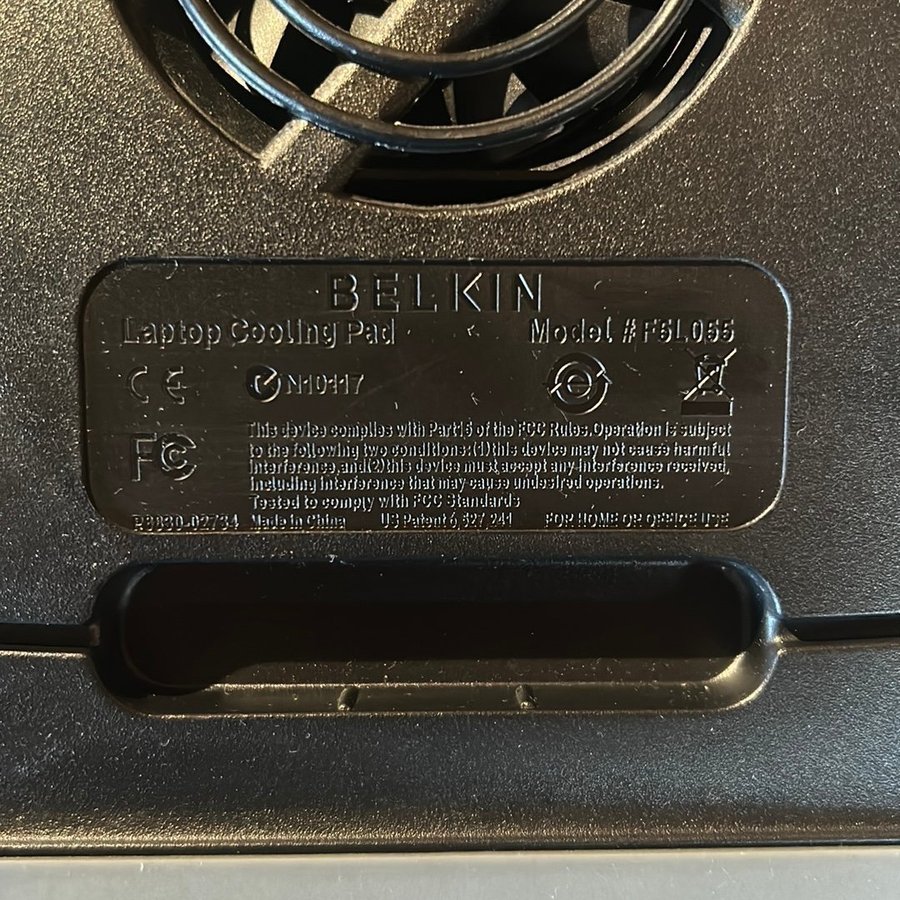 BELKIN
Laptop Cooling Pad Model # F5L055
CE N10117
FC
This device complies with Part15 of the FCC Rules.Operation is subject
to the following two conditions:(1)this device may not cause harmful
interference,and(2)this device must accept any interference received,
including interference that may cause undesired operations.
Tested to comply with FCC Standards
P8830-02734 Made in China US Patent 6,527,241 FOR HOME OR OFFICE USE